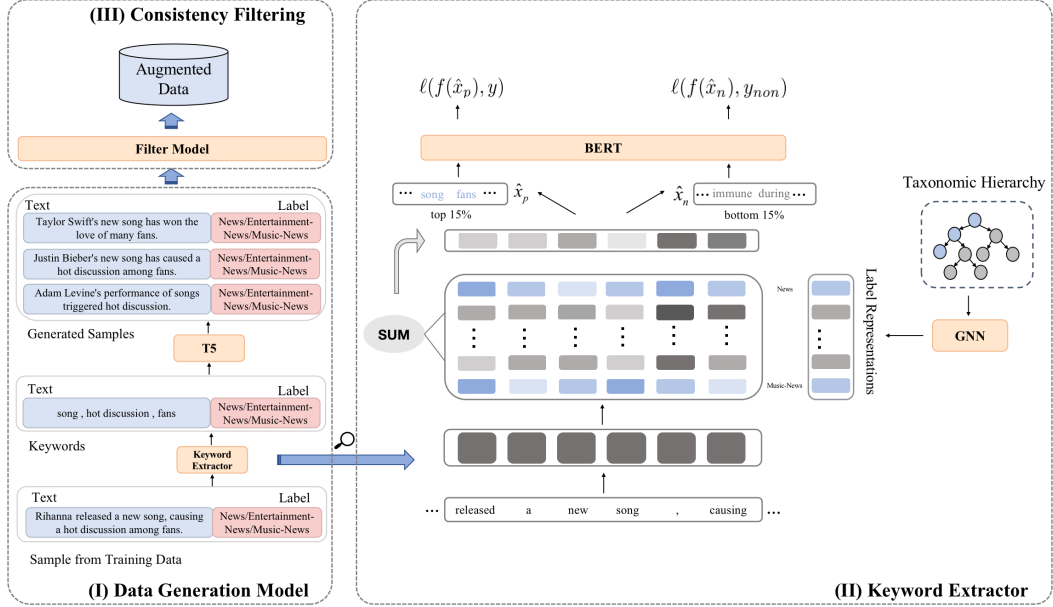 (III) Consistency Filtering
Augmented
Data
Filter Model
Text
Label
Taylor Swift's new song has won the
love of many fans.
News/Entertainment-
News/Music-News
Justin Bieber's new song has caused a
hot discussion among fans.
News/Entertainment-
News/Music-News
Adam Levine's performance of songs
triggered hot discussion.
News/Entertainment-
News/Music-News
Generated Samples
T5
Text
Label
song , hot discussion , fans
News/Entertainment-
News/Music-News
Keywords
Keyword
Extractor
Text
Label
Rihanna released a new song, causing
a hot discussion among fans.
News/Entertainment-
News/Music-News
Sample from Training Data
(I) Data Generation Model
ℓ(f(x̂_p), y)
ℓ(f(x̂_n), y_{non})
BERT
••• song fans •••
x̂_p
x̂_n
••• immune during •••
top 15%
bottom 15%
SUM
News
Music-News
Label Representations
Taxonomic Hierarchy
GNN
••• released a new song , causing •••
(II) Keyword Extractor